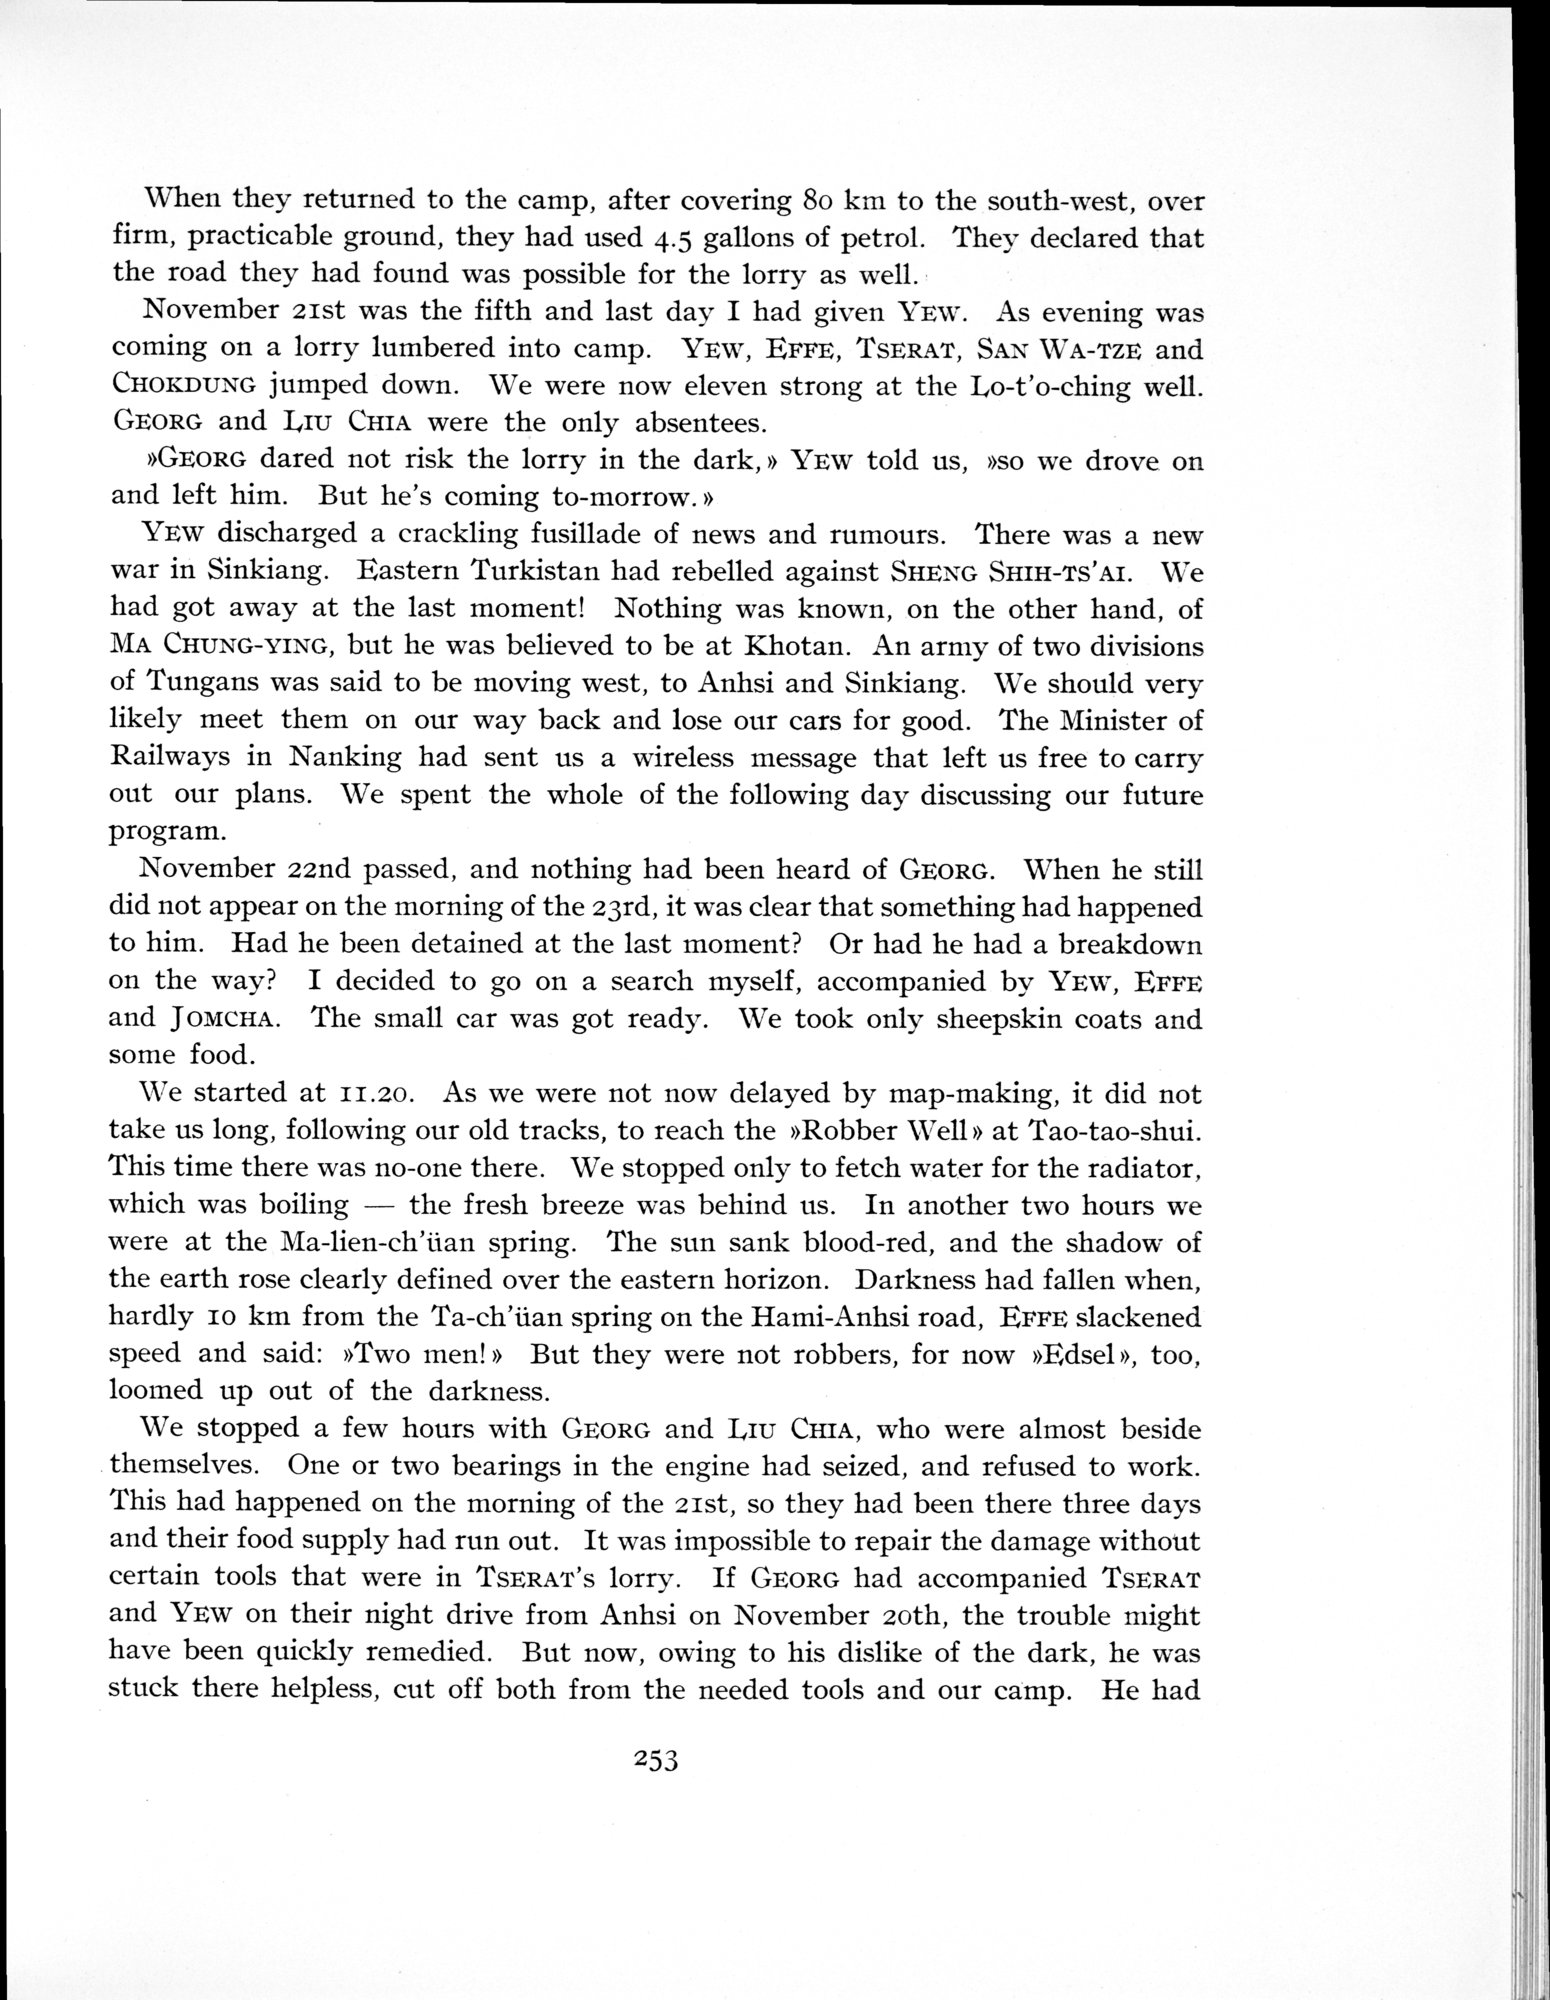 When they returned to the camp, after covering 80 km to the south-west, over
firm, practicable ground, they had used 4.5 gallons of petrol. They declared that
the road they had found was possible for the lorry as well.
November 21st was the fifth and last day I had given YEW. As evening was
coming on a lorry lumbered into camp. YEW, EFFE, TSERAT, SAN WA-TZE and
CHOKDUNG jumped down. We were now eleven strong at the Lo-t'o-ching well.
GEORG and LIU CHIA were the only absentees.
»GEORG dared not risk the lorry in the dark,» YEW told us, »so we drove on
and left him. But he's coming to-morrow.»
YEW discharged a crackling fusillade of news and rumours. There was a new
war in Sinkiang. Eastern Turkistan had rebelled against SHENG SHIH-TS'AI. We
had got away at the last moment! Nothing was known, on the other hand, of
MA CHUNG-YING, but he was believed to be at Khotan. An army of two divisions
of Tungans was said to be moving west, to Anhsi and Sinkiang. We should very
likely meet them on our way back and lose our cars for good. The Minister of
Railways in Nanking had sent us a wireless message that left us free to carry
out our plans. We spent the whole of the following day discussing our future
program.
November 22nd passed, and nothing had been heard of GEORG. When he still
did not appear on the morning of the 23rd, it was clear that something had happened
to him. Had he been detained at the last moment? Or had he had a breakdown
on the way? I decided to go on a search myself, accompanied by YEW, EFFE
and JOMCHA. The small car was got ready. We took only sheepskin coats and
some food.
We started at 11.20. As we were not now delayed by map-making, it did not
take us long, following our old tracks, to reach the »Robber Well» at Tao-tao-shui.
This time there was no-one there. We stopped only to fetch water for the radiator,
which was boiling — the fresh breeze was behind us. In another two hours we
were at the Ma-lien-ch'üan spring. The sun sank blood-red, and the shadow of
the earth rose clearly defined over the eastern horizon. Darkness had fallen when,
hardly 10 km from the Ta-ch'üan spring on the Hami-Anhsi road, EFFE slackened
speed and said: »Two men!» But they were not robbers, for now »Edsel», too,
loomed up out of the darkness.
We stopped a few hours with GEORG and LIU CHIA, who were almost beside
themselves. One or two bearings in the engine had seized, and refused to work.
This had happened on the morning of the 21st, so they had been there three days
and their food supply had run out. It was impossible to repair the damage without
certain tools that were in TSERAT's lorry. If GEORG had accompanied TSERAT
and YEW on their night drive from Anhsi on November 20th, the trouble might
have been quickly remedied. But now, owing to his dislike of the dark, he was
stuck there helpless, cut off both from the needed tools and our camp. He had
253